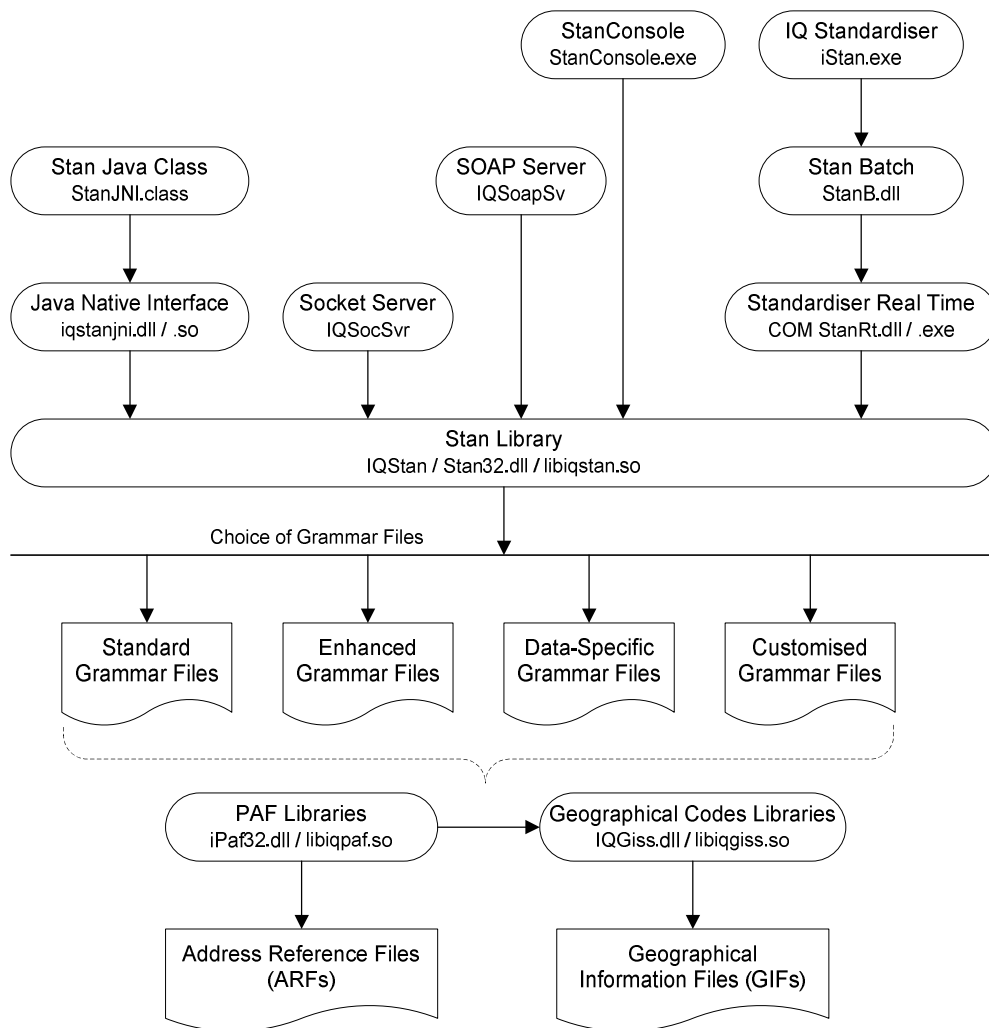 StanConsole
StanConsole.exe
IQ Standardiser
iStan.exe
Stan Java Class
StanJNI.class
SOAP Server
IQSoapSv
Stan Batch
StanB.dll
Java Native Interface
iqstanjni.dll / .so
Socket Server
IQSocSvr
Standardiser Real Time
COM StanRt.dll / .exe
Stan Library
IQStan / Stan32.dll / libiqstan.so
Choice of Grammar Files
Standard
Grammar Files
Enhanced
Grammar Files
Data-Specific
Grammar Files
Customised
Grammar Files
PAF Libraries
iPaf32.dll / libiqpaf.so
Geographical Codes Libraries
IQGiss.dll / libiqgiss.so
Address Reference Files
(ARFs)
Geographical
Information Files (GIFs)